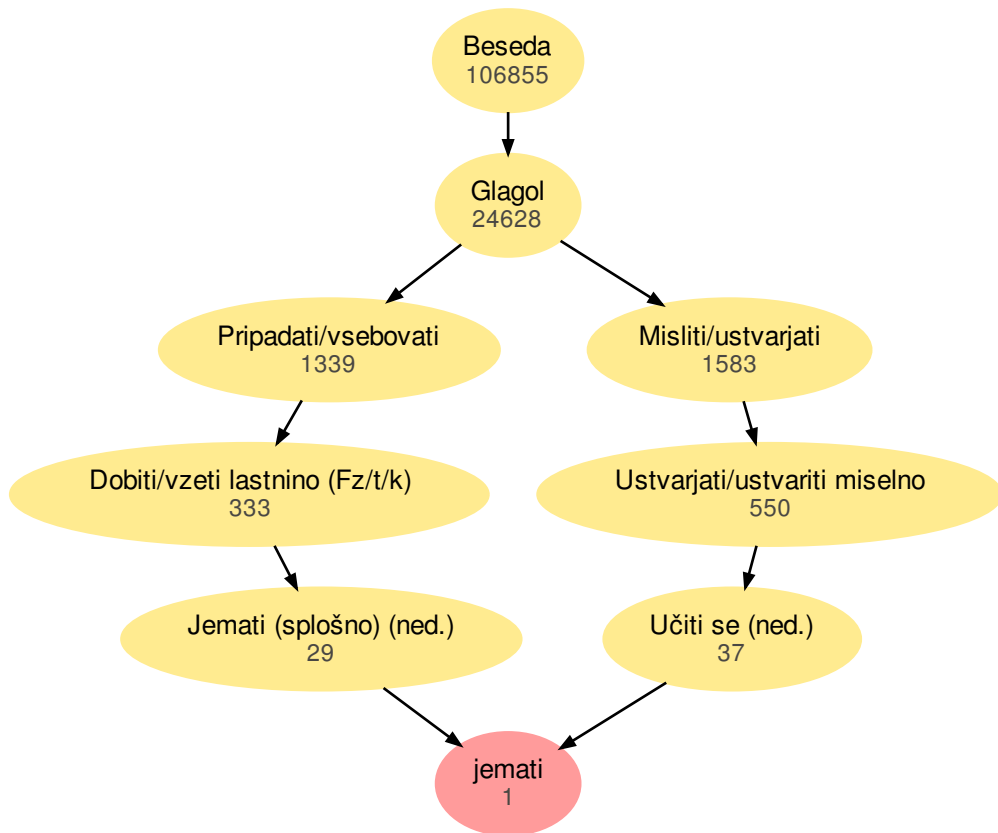 Beseda
106855
Glagol
24628
Pripadati/vsebovati
1339
Misliti/ustvarjati
1583
Dobiti/vzeti lastnino (Fz/t/k)
333
Ustvarjati/ustvariti miselno
550
Jemati (splošno) (ned.)
29
Učiti se (ned.)
37
jemati
1